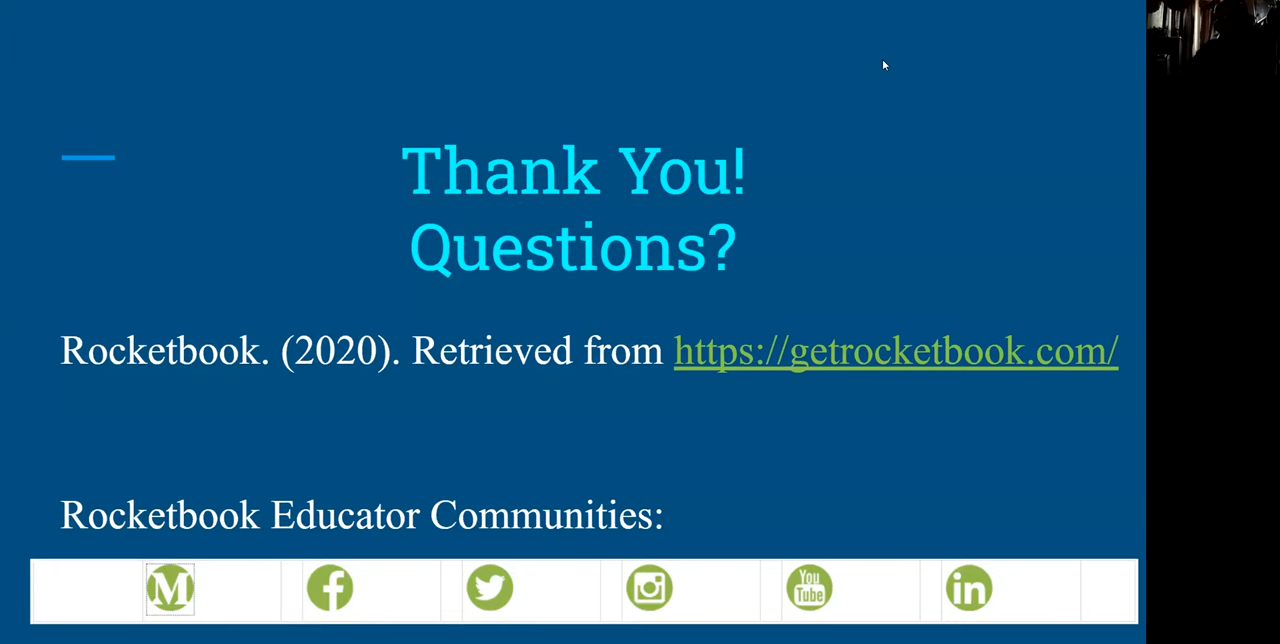 Thank You!
Questions?
Rocketbook. (2020). Retrieved from https://getrocketbook.com/
Rocketbook Educator Communities:
M f You Tube in